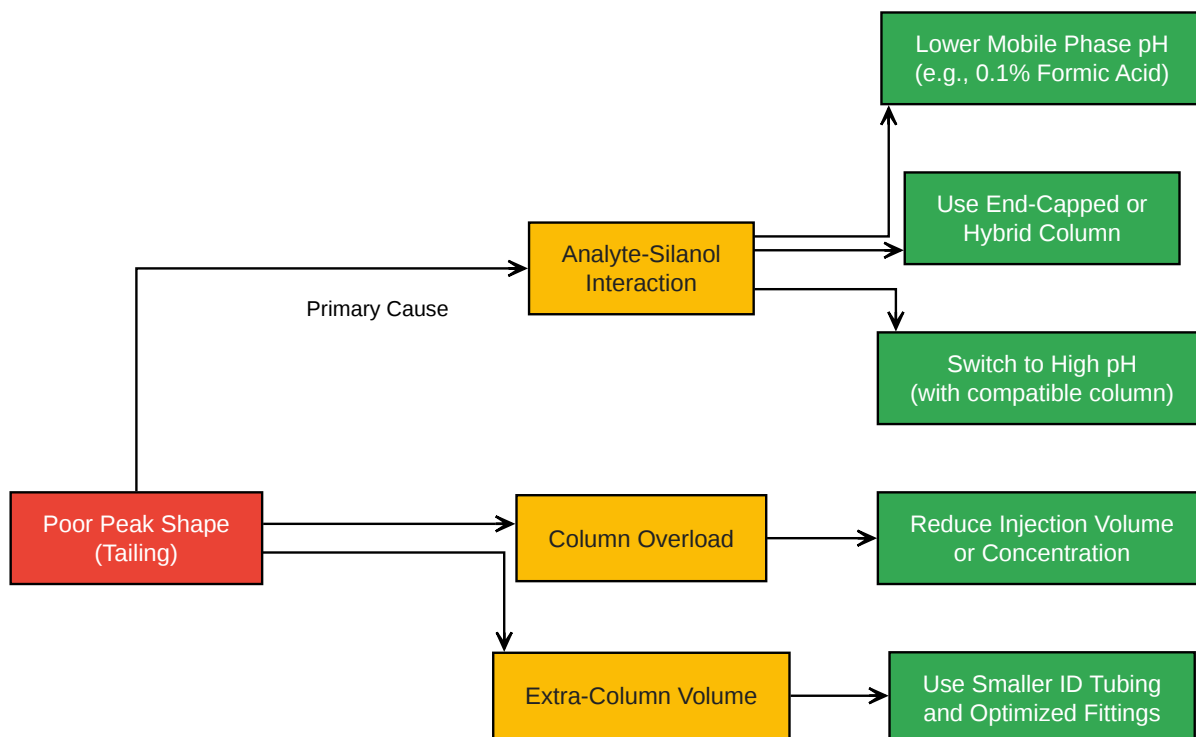 Lower Mobile Phase pH
(e.g., 0.1% Formic Acid)
Use End-Capped or
Hybrid Column
Analyte-Silanol
Interaction
Primary Cause
Switch to High pH
(with compatible column)
Poor Peak Shape
(Tailing)
Column Overload
Reduce Injection Volume
or Concentration
Extra-Column Volume
Use Smaller ID Tubing
and Optimized Fittings